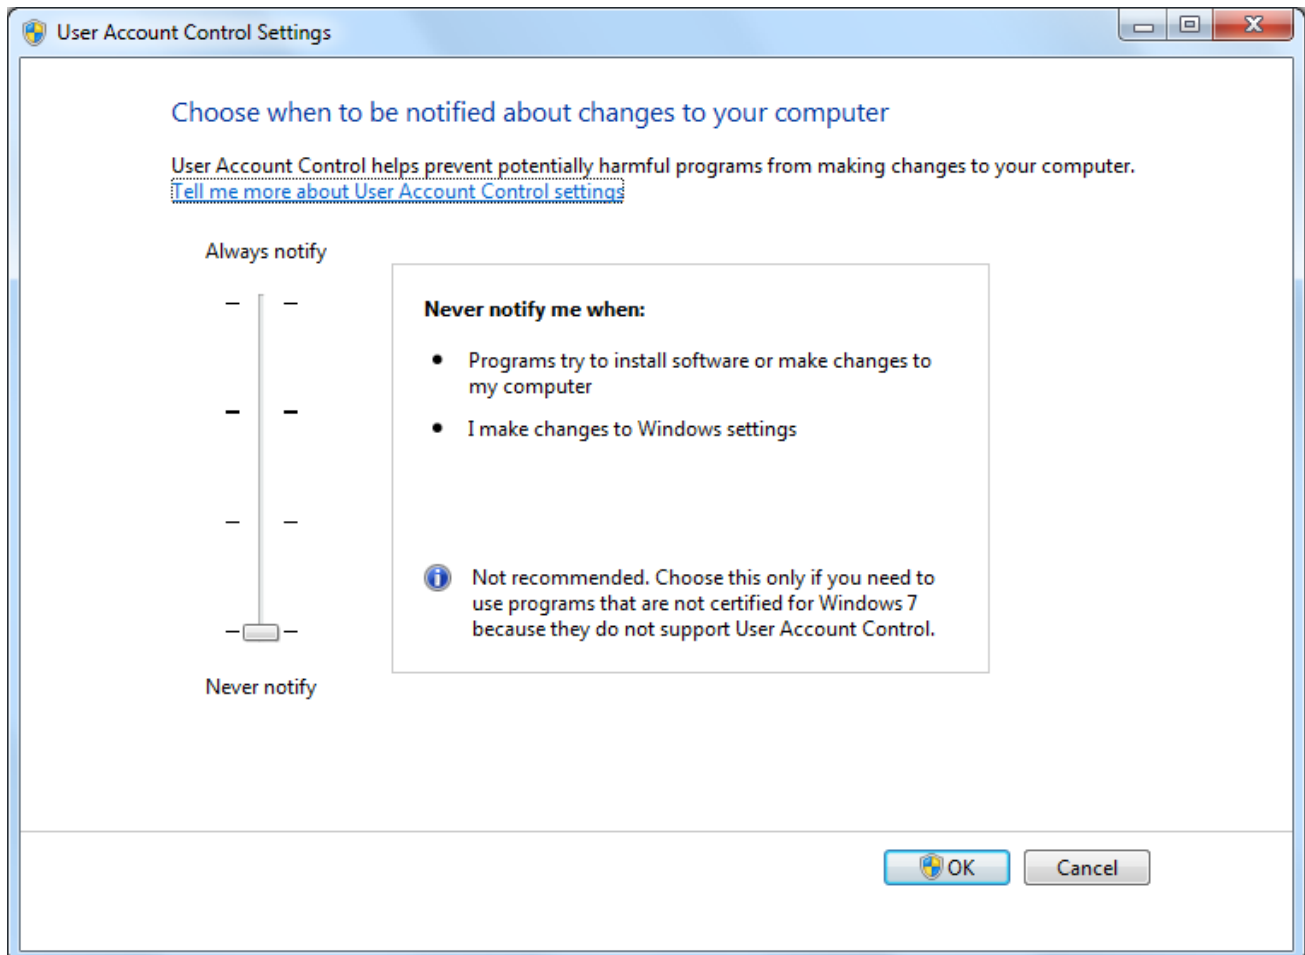 User Account Control Settings
Choose when to be notified about changes to your computer
User Account Control helps prevent potentially harmful programs from making changes to your computer.
Tell me more about User Account Control settings
Always notify
Never notify me when:
Programs try to install software or make changes to
my computer
I make changes to Windows settings
Not recommended. Choose this only if you need to
use programs that are not certified for Windows 7
because they do not support User Account Control.
Never notify
OK
Cancel